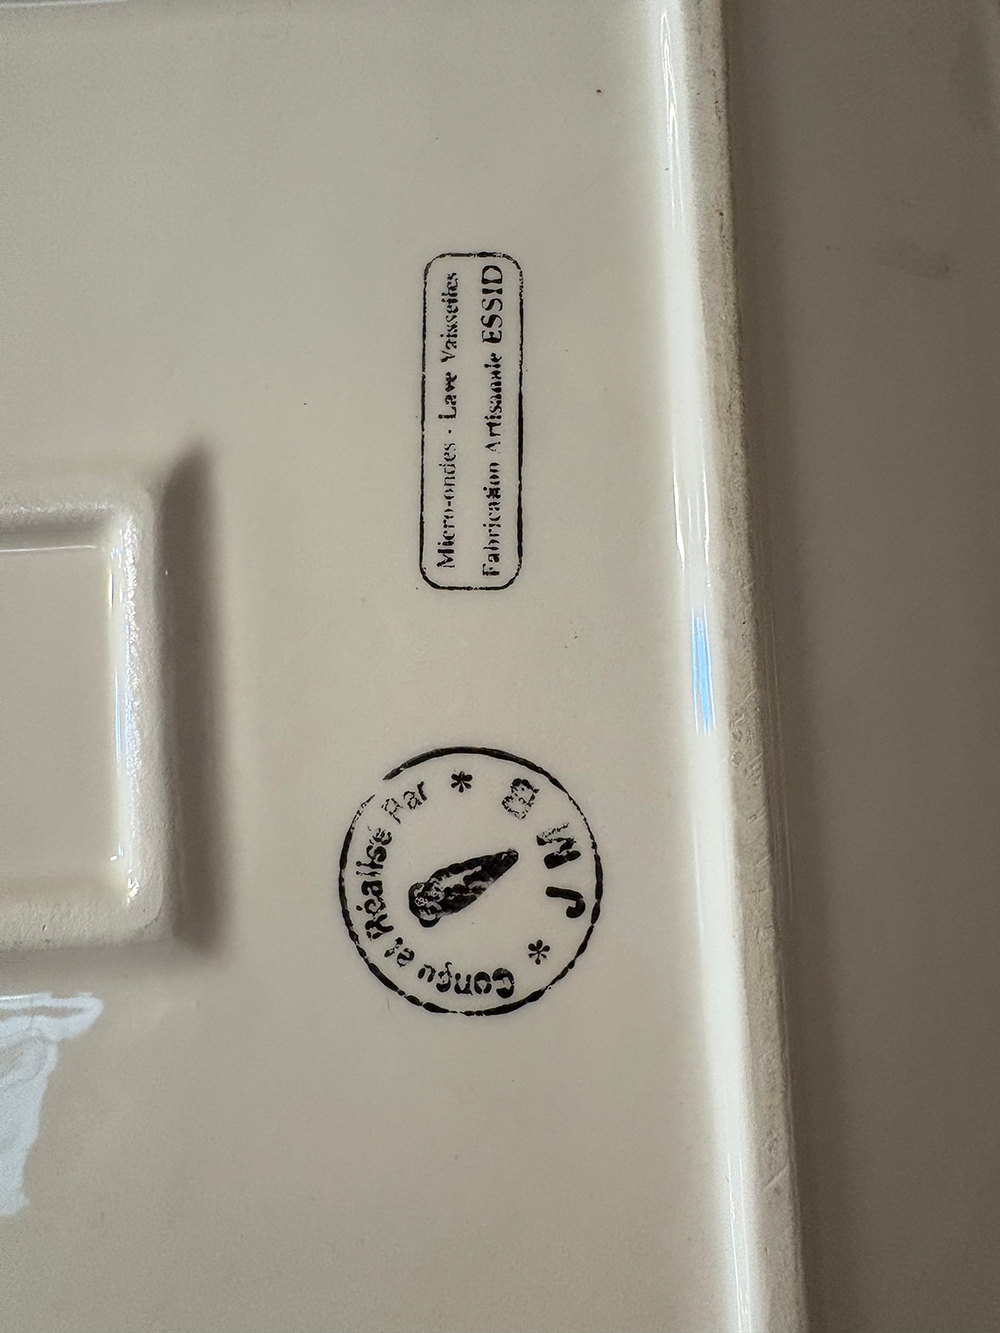 Micro-ondes - Lave Vaisselles
Fabrication Artisanale ESSID
Conçu et Réalisé Par
J M B